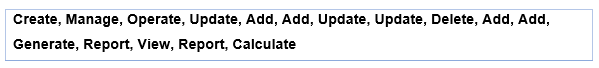 Create, Manage, Operate, Update, Add, Add, Update, Update, Delete, Add, Add,
Generate, Report, View, Report, Calculate